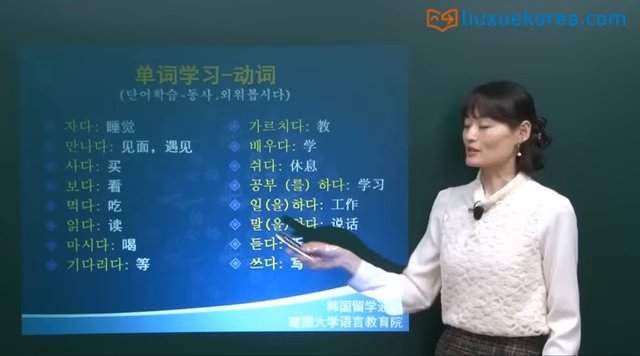 liuxuekorea.com
单词学习-动词
(단어학습-동사.외워봅시다)
자다: 睡觉
만나다: 见面，遇见
사다: 买
보다: 看
먹다: 吃
읽다: 读
마시다: 喝
기다리다: 等
가르치다: 教
배우다: 学
쉬다: 休息
공부 (를) 하다: 学习
일(을)하다: 工作
말(을)하다: 说话
듣다:
쓰다: 写
韩国留学
建国大学语言教育院